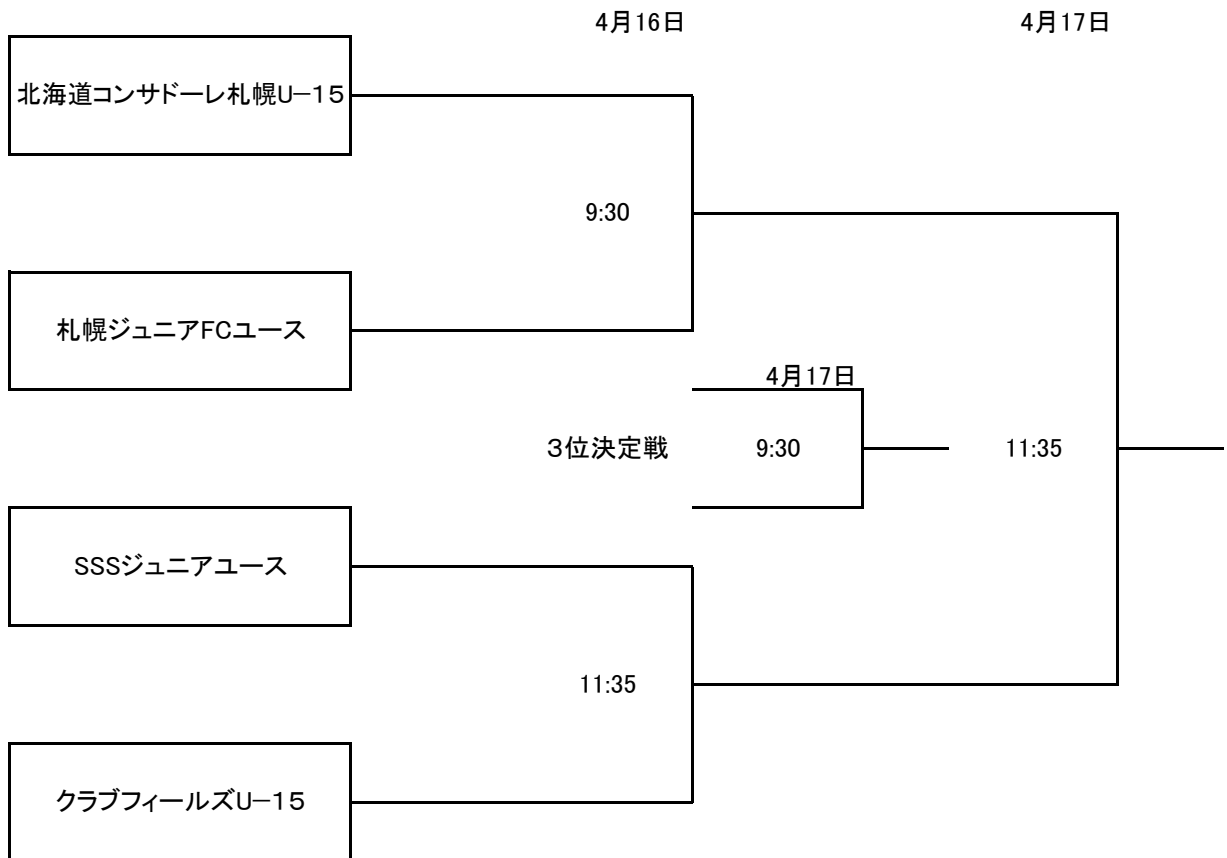 4月16日
4月17日
北海道コンサドーレ札幌U−15
9:30
札幌ジュニアFCユース
4月17日
3位決定戦
9:30
11:35
SSSジュニアユース
11:35
クラブフィールズU−15